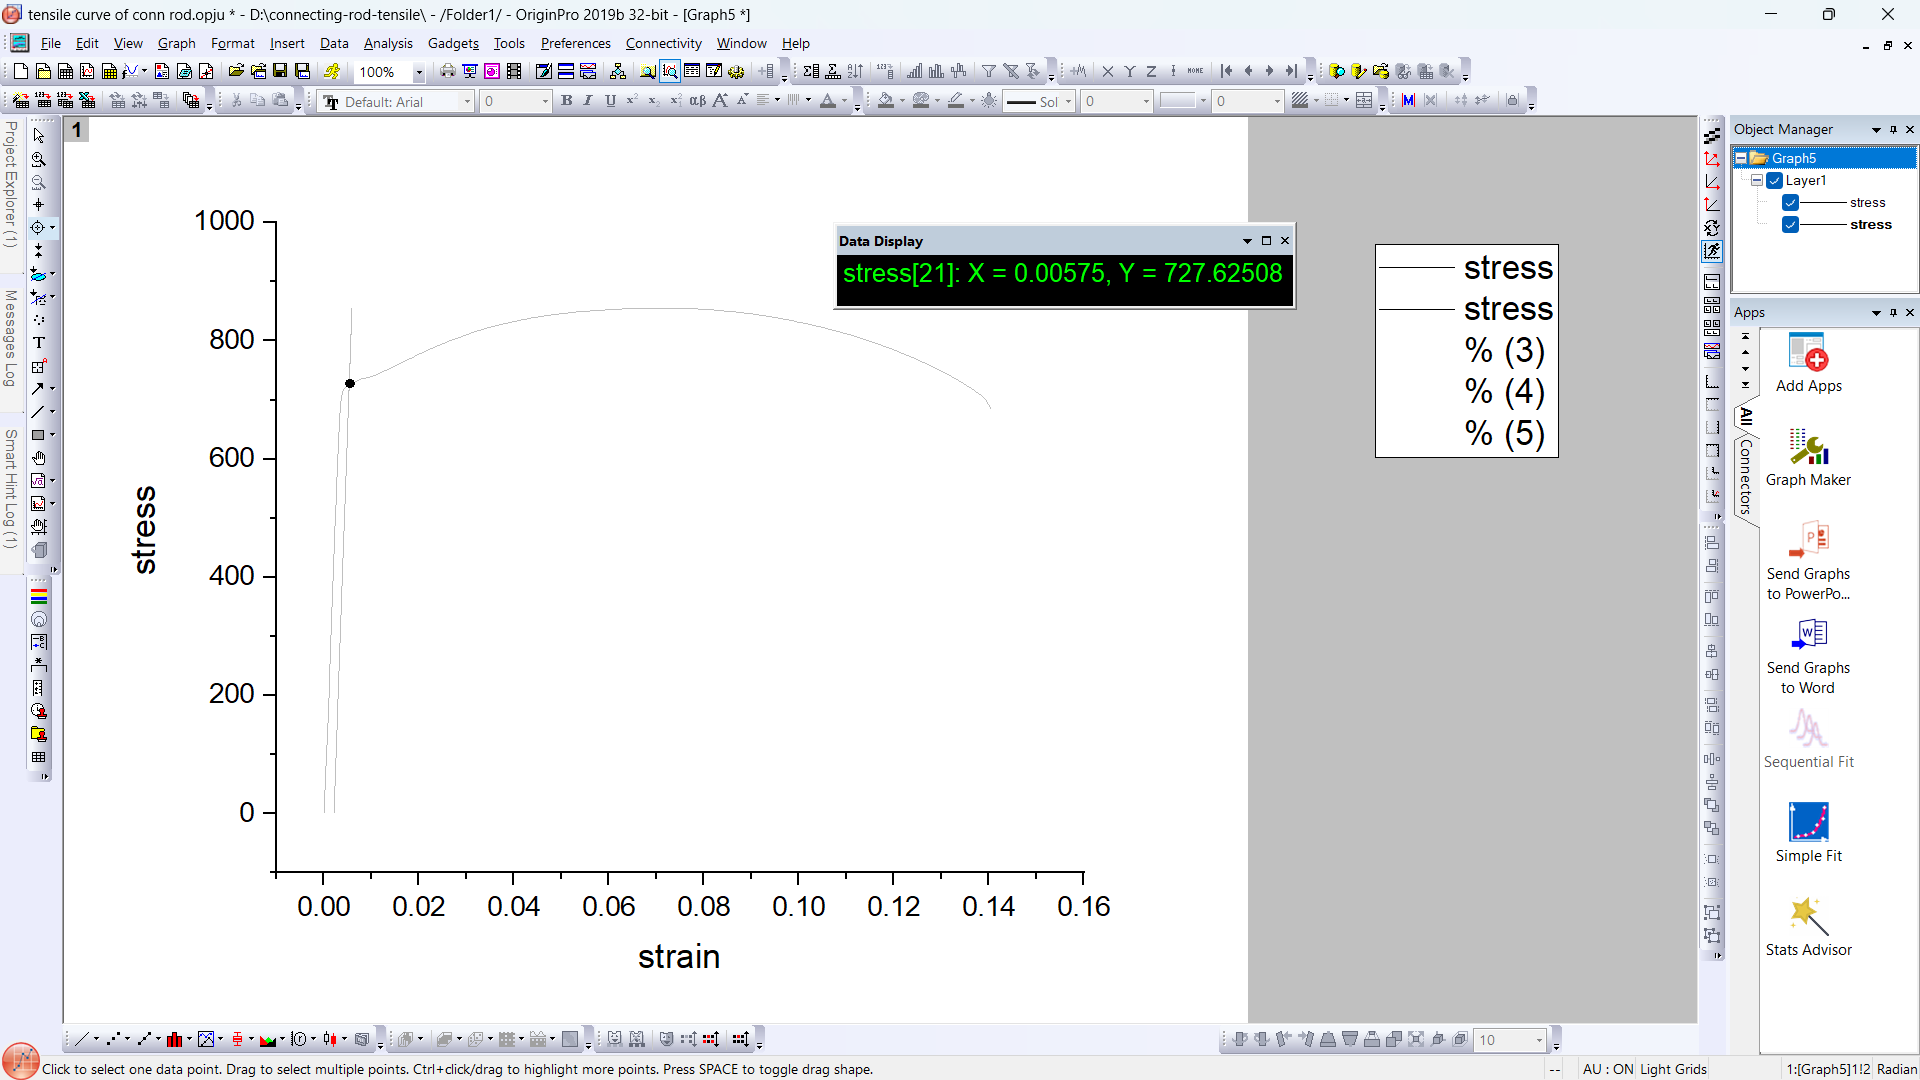 tensile curve of conn rod.opju * - D:\connecting-rod-tensile\ - /Folder1/ - OriginPro 2019b 32-bit - [Graph5 *]
File Edit View Graph Format Insert Data Analysis Gadgets Tools Preferences Connectivity Window Help
100%
Default: Arial 0 B I U αβ A A A Sol 0 0
Project Explorer (1)
Messages Log
Smart Hint Log (1)
1
1000
800
600
400
200
0
stress
0.00 0.02 0.04 0.06 0.08 0.10 0.12 0.14 0.16
strain
Data Display
stress[21]: X = 0.00575, Y = 727.62508
stress
stress
% (3)
% (4)
% (5)
Object Manager
Graph5
Layer1
stress
stress
Apps
All
Connectors
Add Apps
Graph Maker
Send Graphs
to PowerPo...
Send Graphs
to Word
Sequential Fit
Simple Fit
Stats Advisor
10
Click to select one data point. Drag to select multiple points. Ctrl+click/drag to highlight more points. Press SPACE to toggle drag shape.
-- AU : ON Light Grids 1:[Graph5]1!2 Radian